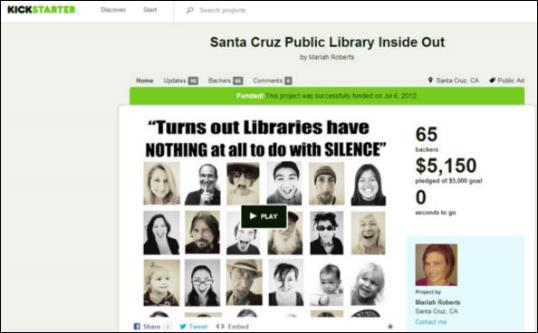 KICKSTARTER Discover Start Search projects
Santa Cruz Public Library Inside Out
by Mariah Roberts
Home Updates Backers 65 Comments Santa Cruz, CA Public Art
Funded! This project was successfully funded on Jul 6, 2012.
"Turns out Libraries have
NOTHING at all to do with SILENCE"
PLAY
65
backers
$5,150
pledged of $5,000 goal
0
seconds to go
Project by
Mariah Roberts
Santa Cruz, CA
Contact me
Share Tweet <> Embed